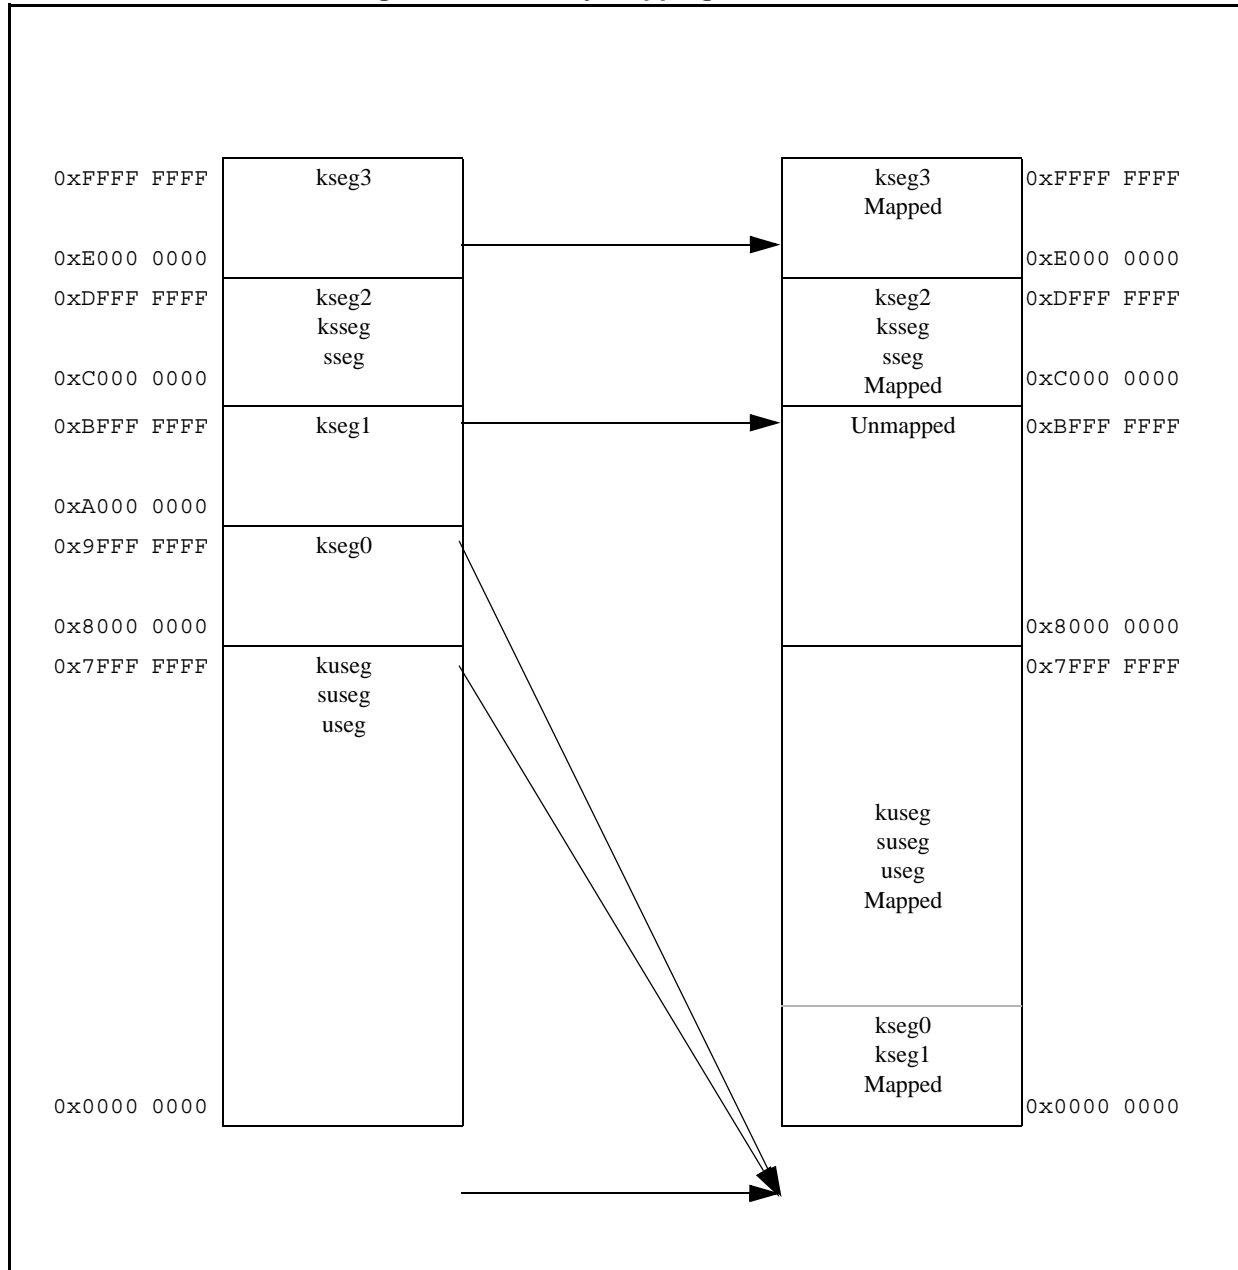 0xFFFF FFFF
kseg3
kseg3
0xFFFF FFFF
Mapped
0xE000 0000
0xE000 0000
0xDFFF FFFF
kseg2
kseg2
0xDFFF FFFF
ksseg
ksseg
sseg
sseg
0xC000 0000
Mapped
0xC000 0000
0xBFFF FFFF
kseg1
Unmapped
0xBFFF FFFF
0xA000 0000
0x9FFF FFFF
kseg0
0x8000 0000
0x8000 0000
0x7FFF FFFF
kuseg
0x7FFF FFFF
suseg
useg
kuseg
suseg
useg
Mapped
kseg0
kseg1
Mapped
0x0000 0000
0x0000 0000